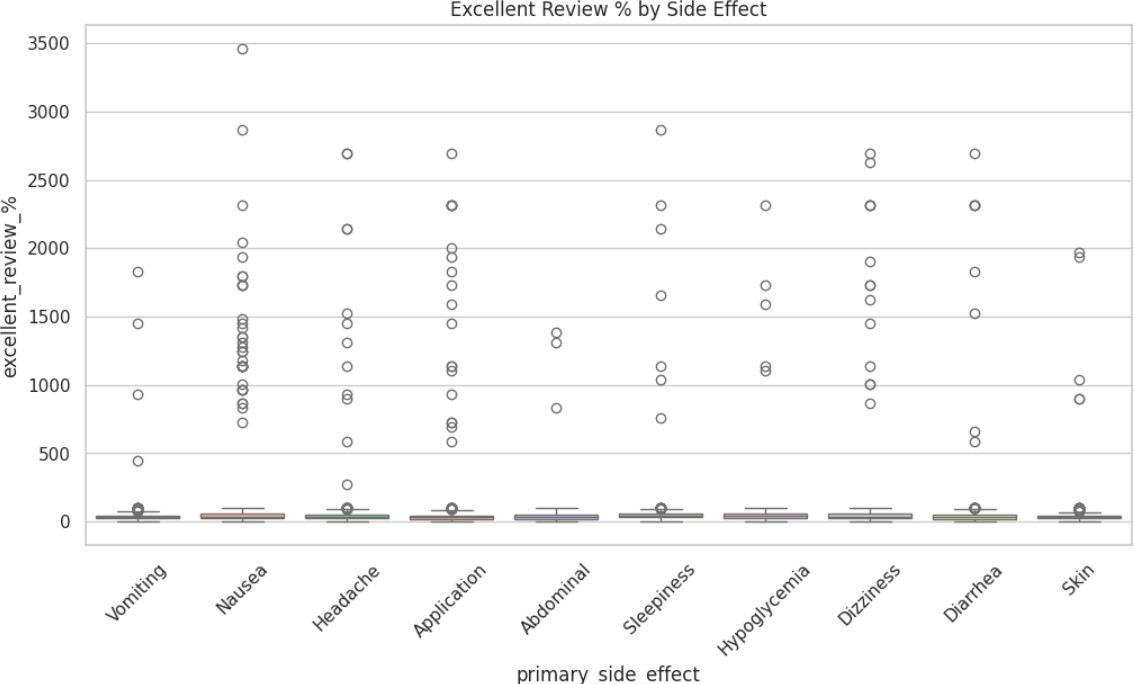 Excellent Review % by Side Effect
excellent_review_%
3500
3000
2500
2000
1500
1000
500
0
Vomiting
Nausea
Headache
Application
Abdominal
Sleepiness
Hypoglycemia
Dizziness
Diarrhea
Skin
primary_side_effect